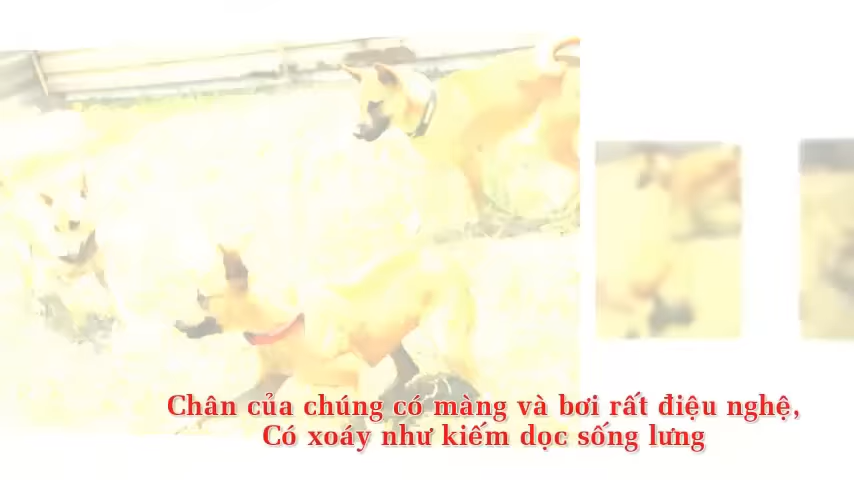 Chân của chúng có màng và bơi rất điệu nghệ,
Có xoáy như kiếm dọc sống lưng